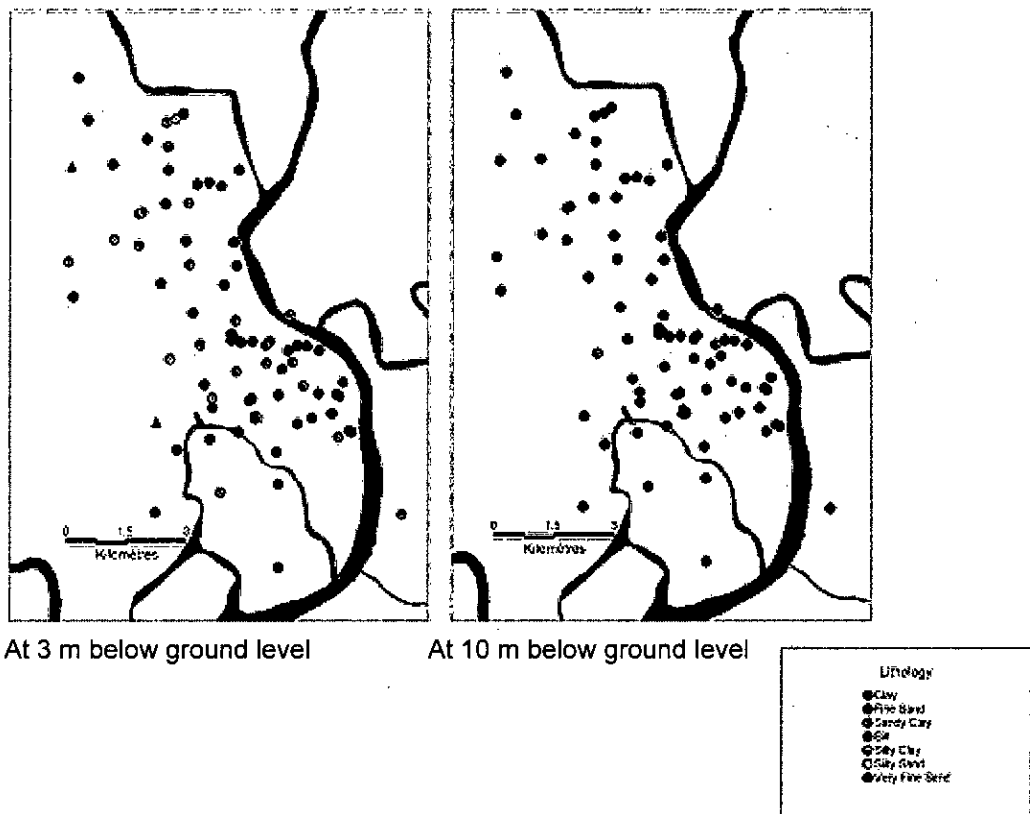 0 1.5 3
Kilometres
0 1.5 3
Kilometres
At 3 m below ground level
At 10 m below ground level
Lithology
Clay
Fine Sand
Sandy Clay
Silt
Silty Clay
Silty Sand
Very Fine Sand